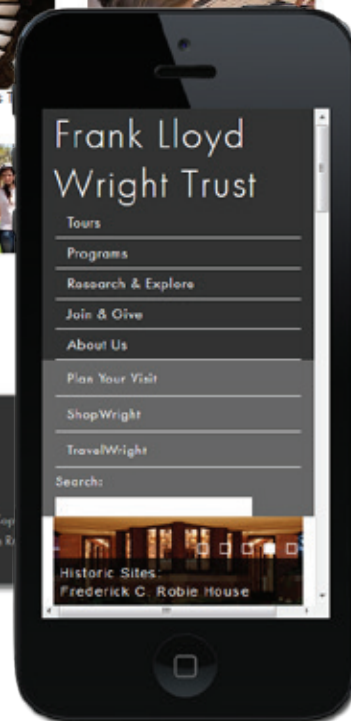 Frank Lloyd
Wright Trust
Tours
Programs
Research & Explore
Join & Give
About Us
Plan Your Visit
ShopWright
TravelWright
Search:
Historic Sites:
Frederick C. Robie House